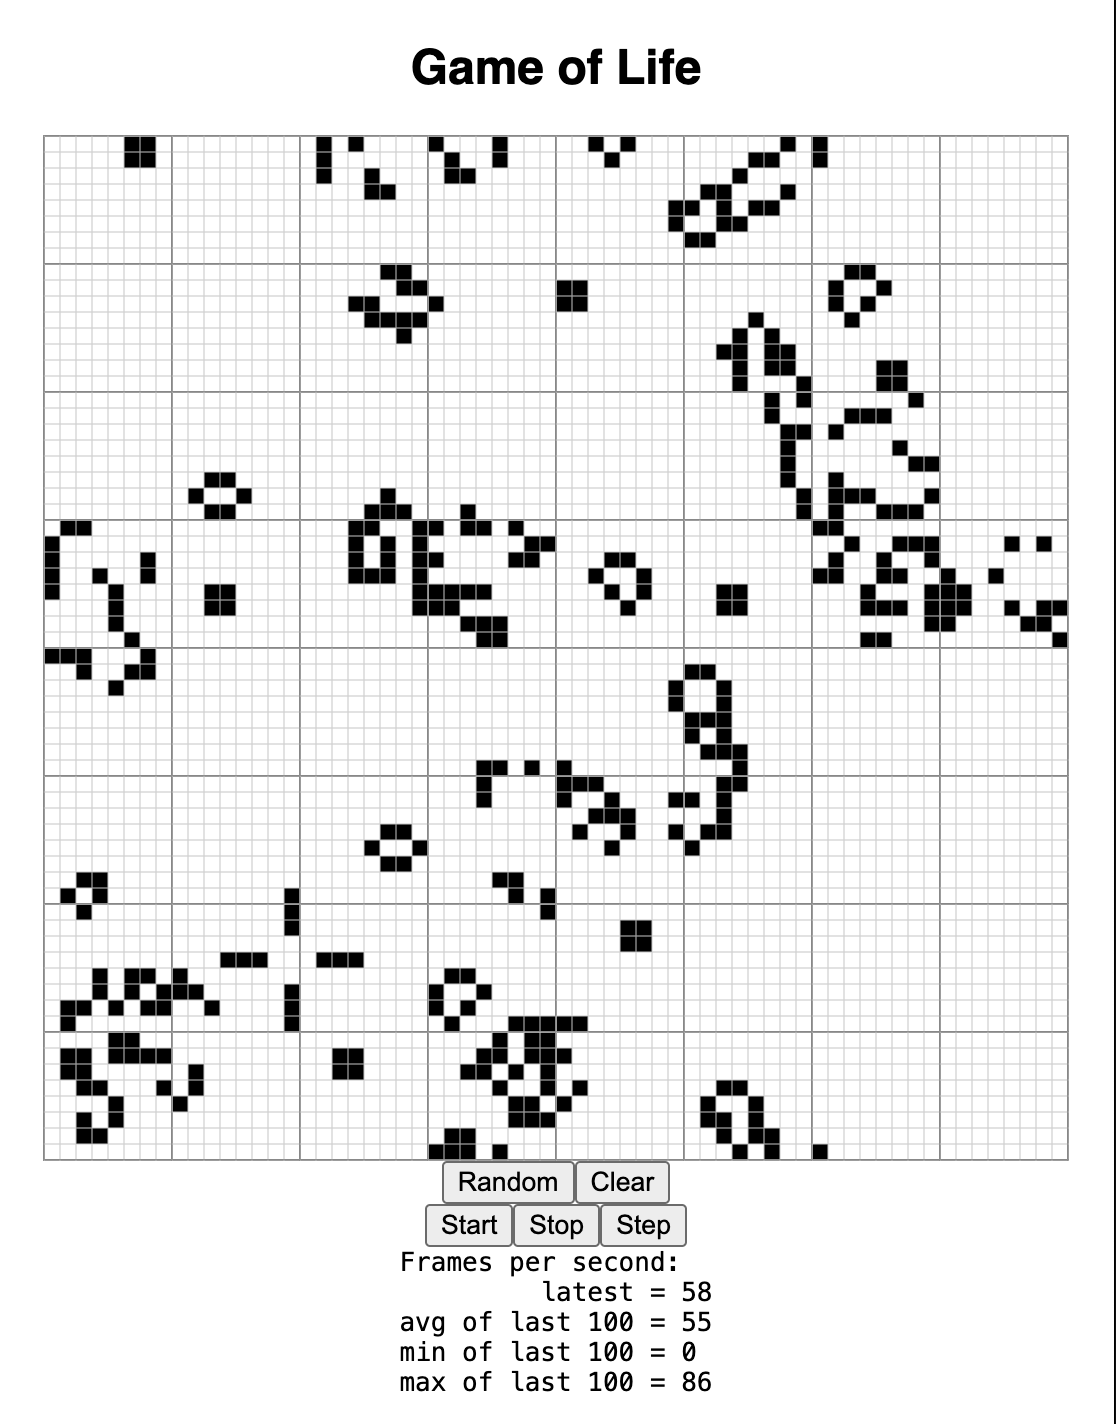 Game of Life
Random Clear
Start Stop Step
Frames per second:
latest = 58
avg of last 100 = 55
min of last 100 = 0
max of last 100 = 86